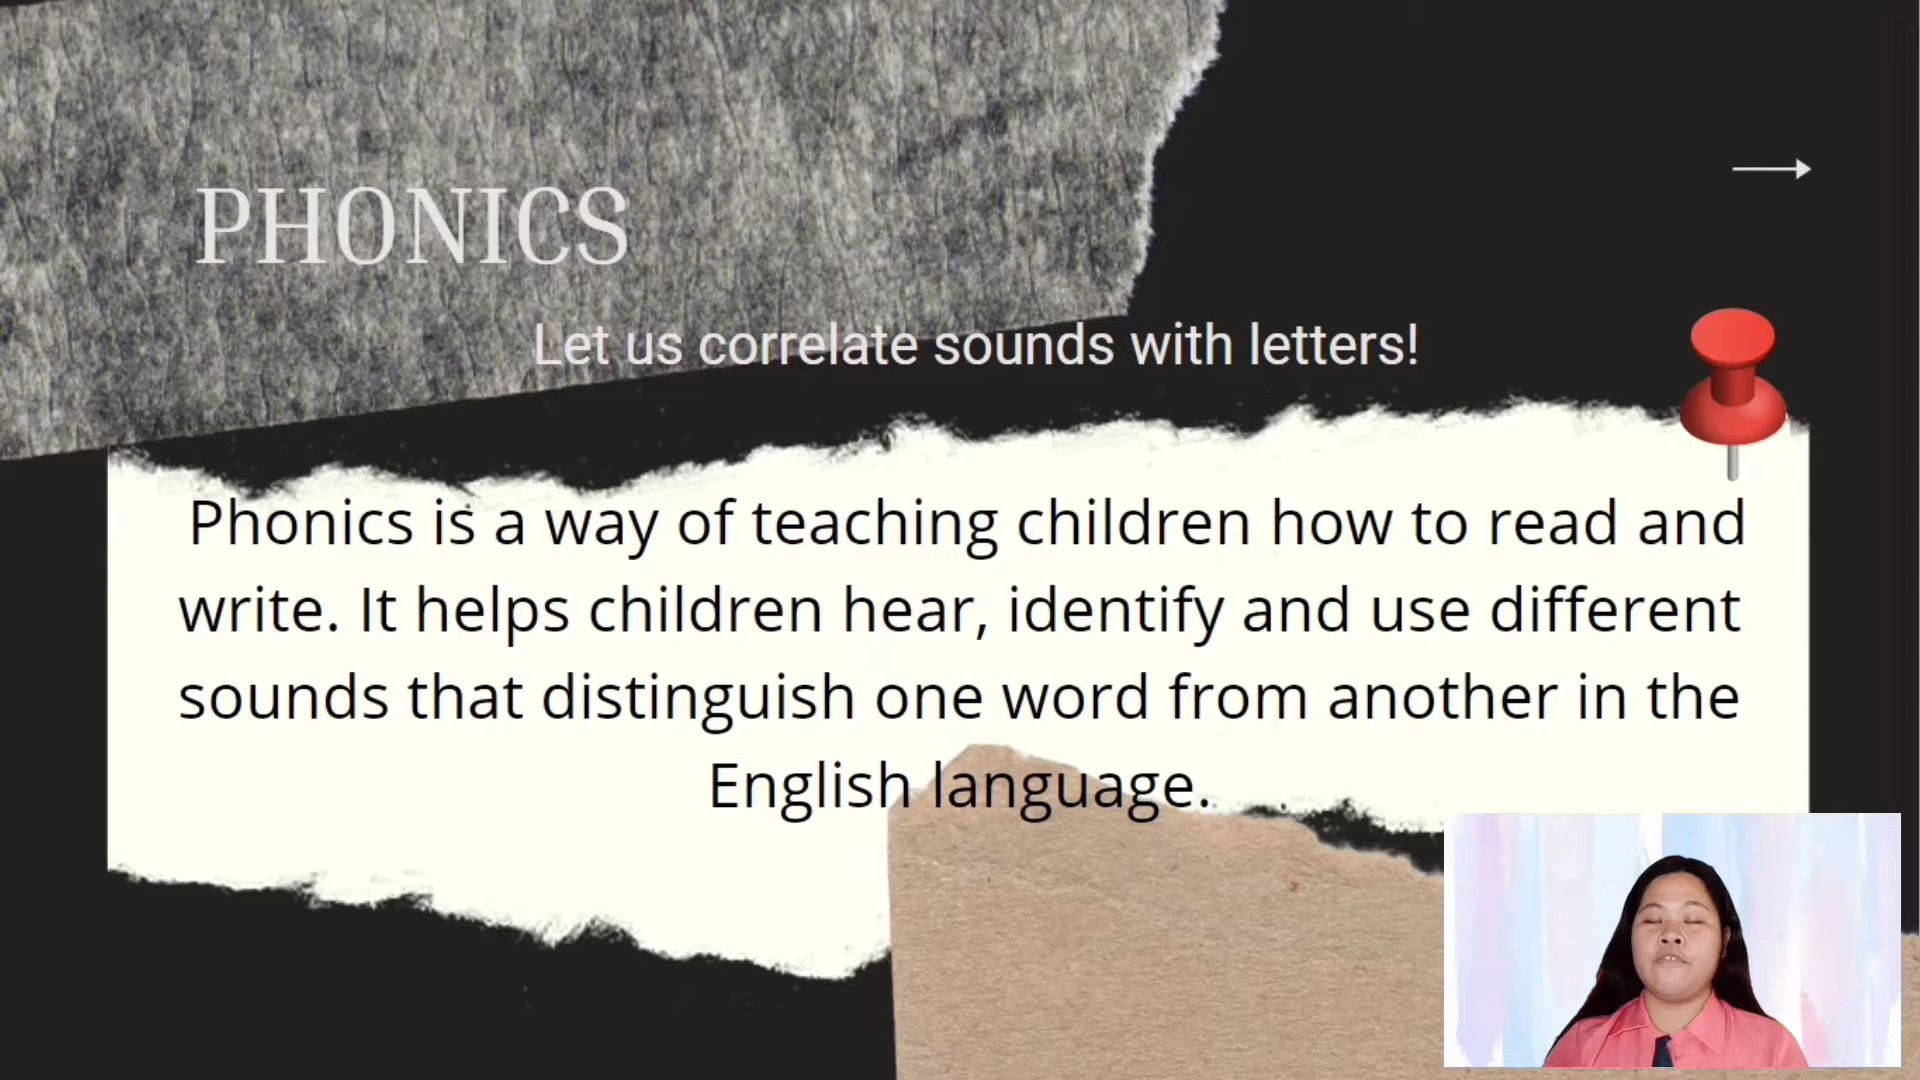 PHONICS
Let us correlate sounds with letters!
Phonics is a way of teaching children how to read and
write. It helps children hear, identify and use different
sounds that distinguish one word from another in the
English language.